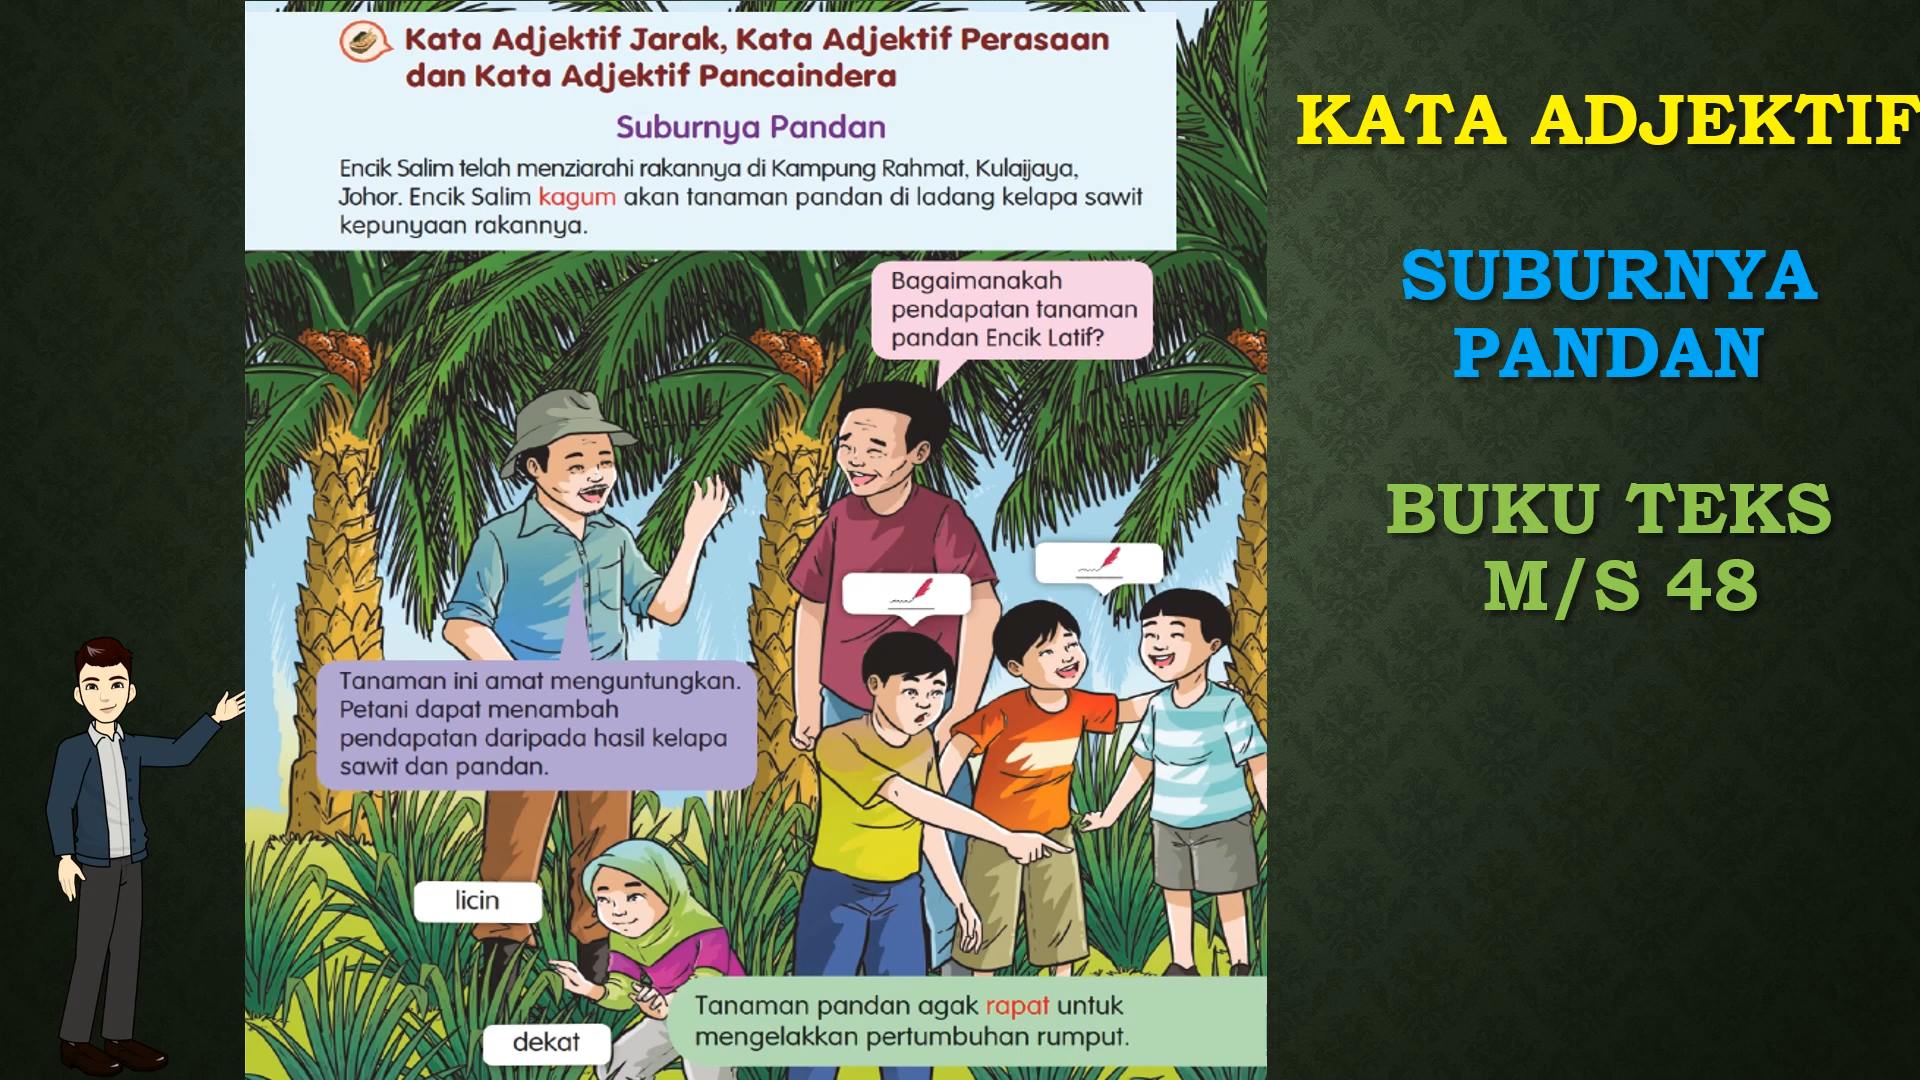 Kata Adjektif Jarak, Kata Adjektif Perasaan
dan Kata Adjektif Pancaindera
Suburnya Pandan
Encik Salim telah menziarahi rakannya di Kampung Rahmat, Kulaijaya,
Johor. Encik Salim kagum akan tanaman pandan di ladang kelapa sawit
kepunyaan rakannya.
Bagaimanakah
pendapatan tanaman
pandan Encik Latif?
Tanaman ini amat menguntungkan.
Petani dapat menambah
pendapatan daripada hasil kelapa
sawit dan pandan.
licin
dekat
Tanaman pandan agak rapat untuk
mengelakkan pertumbuhan rumput.
KATA ADJEKTIF
SUBURNYA
PANDAN
BUKU TEKS
M/S 48